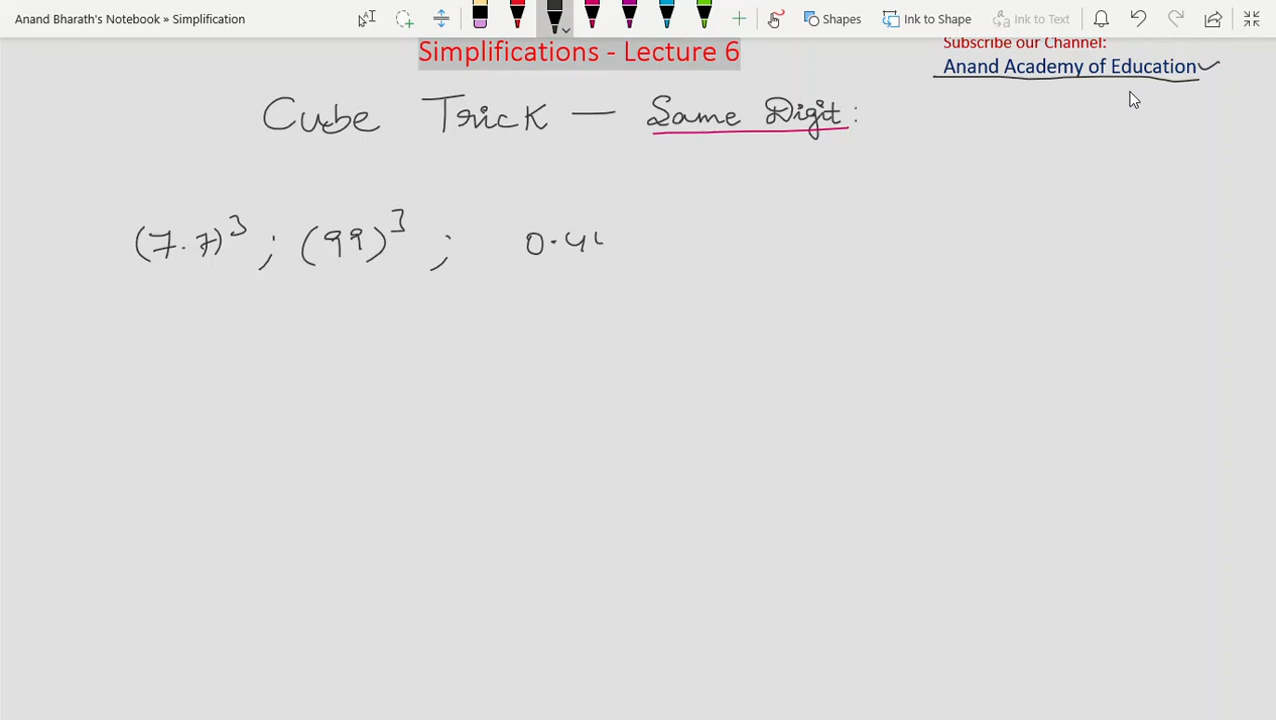 Anand Bharath's Notebook » Simplification
Shapes Ink to Shape Ink to Text
Simplifications - Lecture 6
Subscribe our Channel:
Anand Academy of Education
Cube Trick — Same Digit:
(7.7)³ ; (99)³ ; 0.4